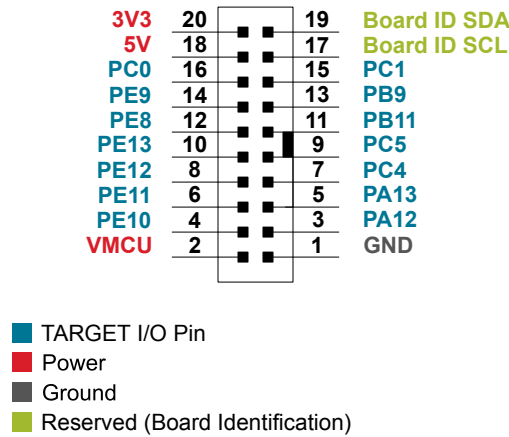 3V3 20 19 Board ID SDA
5V 18 17 Board ID SCL
PC0 16 15 PC1
PE9 14 13 PB9
PE8 12 11 PB11
PE13 10 9 PC5
PE12 8 7 PC4
PE11 6 5 PA13
PE10 4 3 PA12
VMCU 2 1 GND
TARGET I/O Pin
Power
Ground
Reserved (Board Identification)